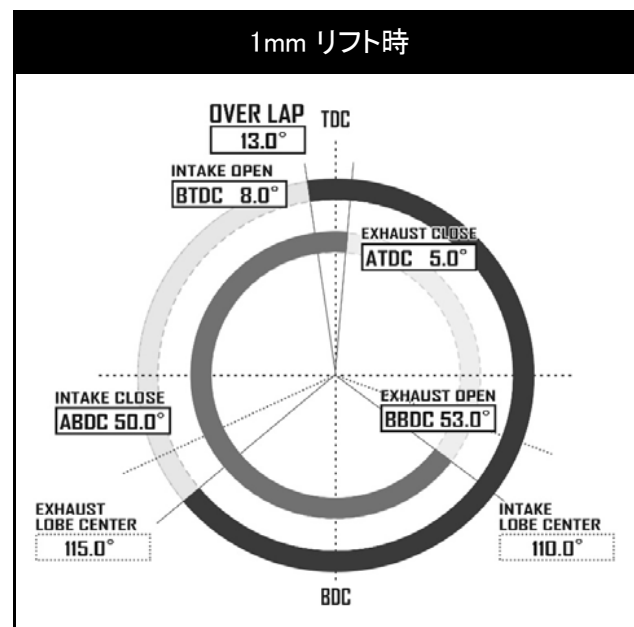 1mm リフト時
OVER LAP
13.0°
TDC
INTAKE OPEN
BTDC 8.0°
EXHAUST CLOSE
ATDC 5.0°
INTAKE CLOSE
ABDC 50.0°
EXHAUST OPEN
BBDC 53.0°
EXHAUST
LOBE CENTER
115.0°
INTAKE
LOBE CENTER
110.0°
BDC